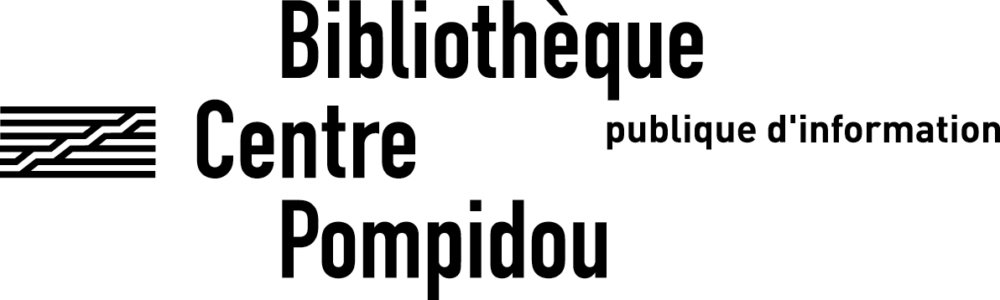 Bibliothèque
Centre
publique d'information
Pompidou